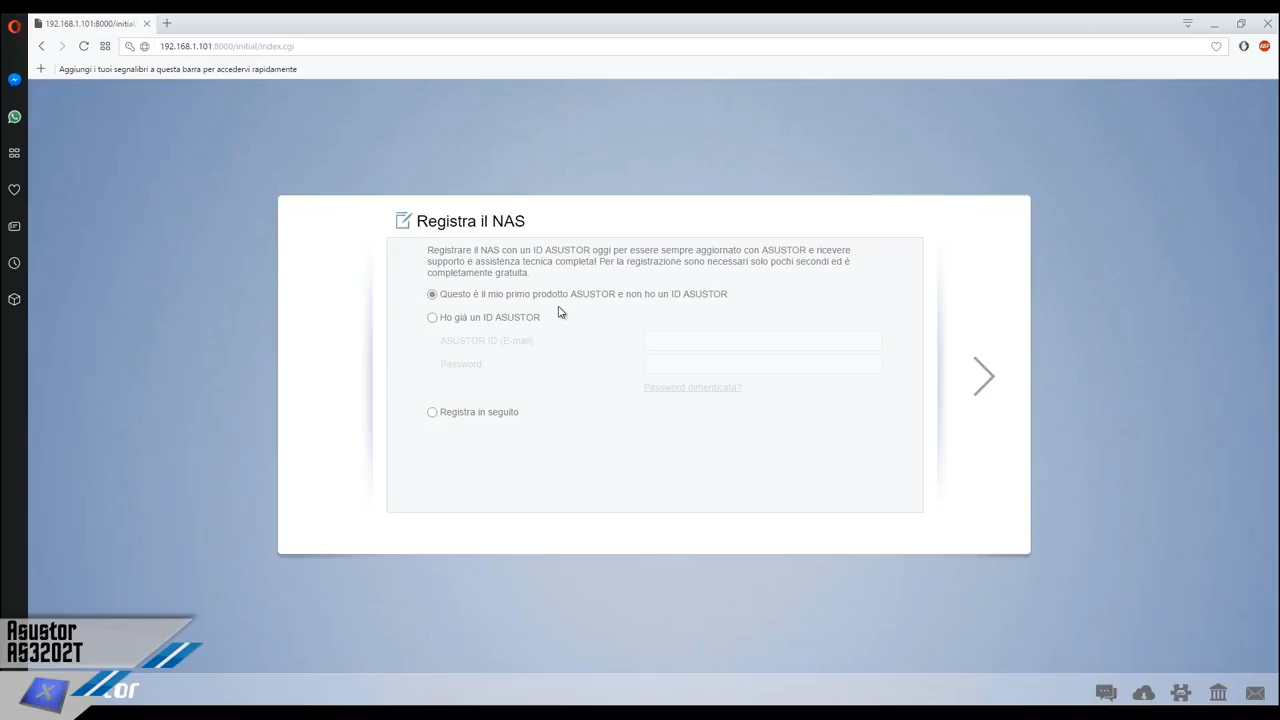 192.168.1.101:8000/initial
192.168.1.101:8000/initial/index.cgi
ABP
Aggiungi i tuoi segnalibri a questa barra per accedervi rapidamente
Registra il NAS
Registrare il NAS con un ID ASUSTOR oggi per essere sempre aggiornato con ASUSTOR e ricevere
supporto e assistenza tecnica completa! Per la registrazione sono necessari solo pochi secondi ed è
completamente gratuita.
Questo è il mio primo prodotto ASUSTOR e non ho un ID ASUSTOR
Ho già un ID ASUSTOR
ASUSTOR ID (E-mail)
Password
Password dimenticata?
Registra in seguito
Asustor
AS3202T
tor